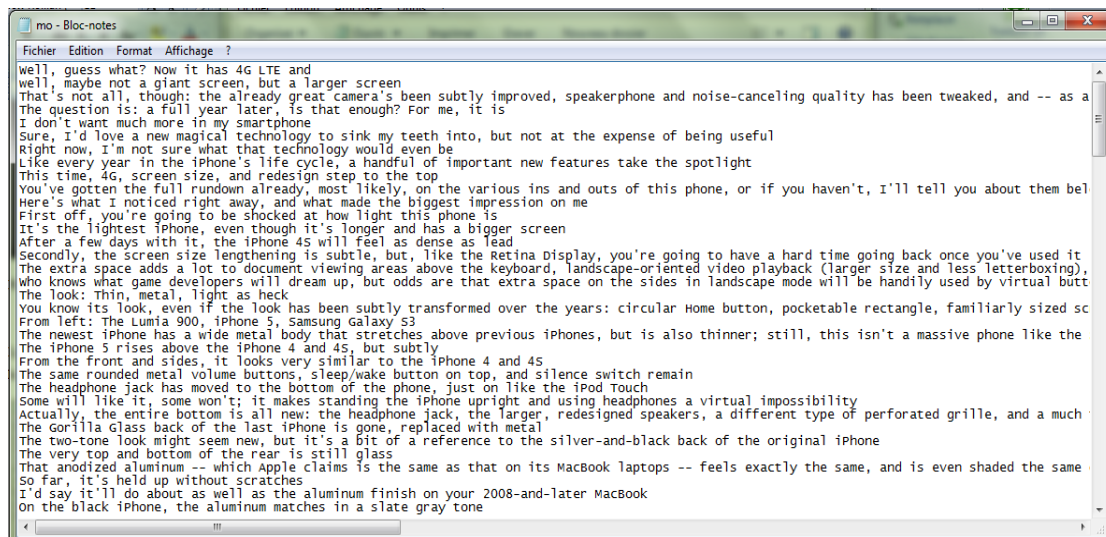 mo - Bloc-notes
Fichier Edition Format Affichage ?
Well, guess what? Now it has 4G LTE and
well, maybe not a giant screen, but a larger screen
That's not all, though: the already great camera's been subtly improved, speakerphone and noise-canceling quality has been tweaked, and -- as a
The question is: a full year later, is that enough? For me, it is
I don't want much more in my smartphone
Sure, I'd love a new magical technology to sink my teeth into, but not at the expense of being useful
Right now, I'm not sure what that technology would even be
Like every year in the iPhone's life cycle, a handful of important new features take the spotlight
This time, 4G, screen size, and redesign step to the top
You've gotten the full rundown already, most likely, on the various ins and outs of this phone, or if you haven't, I'll tell you about them bel
Here's what I noticed right away, and what made the biggest impression on me
First off, you're going to be shocked at how light this phone is
It's the lightest iPhone, even though it's longer and has a bigger screen
After a few days with it, the iPhone 4S will feel as dense as lead
Secondly, the screen size lengthening is subtle, but, like the Retina Display, you're going to have a hard time going back once you've used it
The extra space adds a lot to document viewing areas above the keyboard, landscape-oriented video playback (larger size and less letterboxing),
Who knows what game developers will dream up, but odds are that extra space on the sides in landscape mode will be handily used by virtual butt
The look: Thin, metal, light as heck
You know its look, even if the look has been subtly transformed over the years: circular Home button, pocketable rectangle, familiarly sized sc
From left: The Lumia 900, iPhone 5, Samsung Galaxy S3
The newest iPhone has a wide metal body that stretches above previous iPhones, but is also thinner; still, this isn't a massive phone like the
The iPhone 5 rises above the iPhone 4 and 4S, but subtly
From the front and sides, it looks very similar to the iPhone 4 and 4S
The same rounded metal volume buttons, sleep/wake button on top, and silence switch remain
The headphone jack has moved to the bottom of the phone, just on like the iPod Touch
Some will like it, some won't; it makes standing the iPhone upright and using headphones a virtual impossibility
Actually, the entire bottom is all new: the headphone jack, the larger, redesigned speakers, a different type of perforated grille, and a much
The Gorilla Glass back of the last iPhone is gone, replaced with metal
The two-tone look might seem new, but it's a bit of a reference to the silver-and-black back of the original iPhone
The very top and bottom of the rear is still glass
That anodized aluminum -- which Apple claims is the same as that on its MacBook laptops -- feels exactly the same, and is even shaded the same
So far, it's held up without scratches
I'd say it'll do about as well as the aluminum finish on your 2008-and-later MacBook
On the black iPhone, the aluminum matches in a slate gray tone